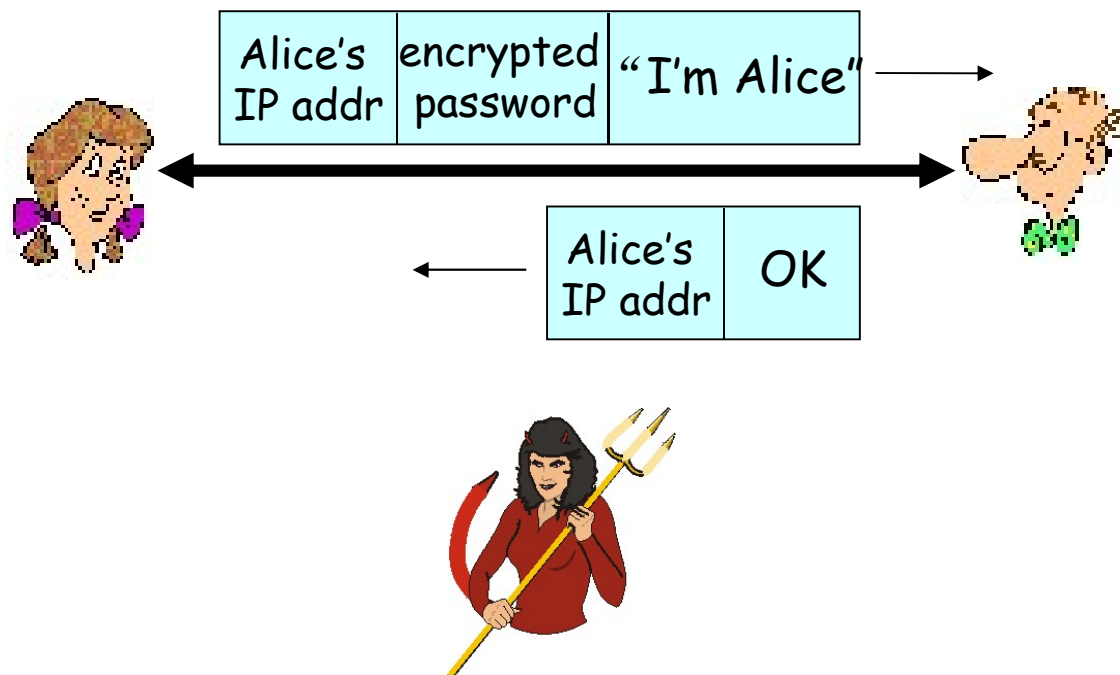 Alice's
IP addr
encrypted
password
“I'm Alice"
Alice's
IP addr
OK